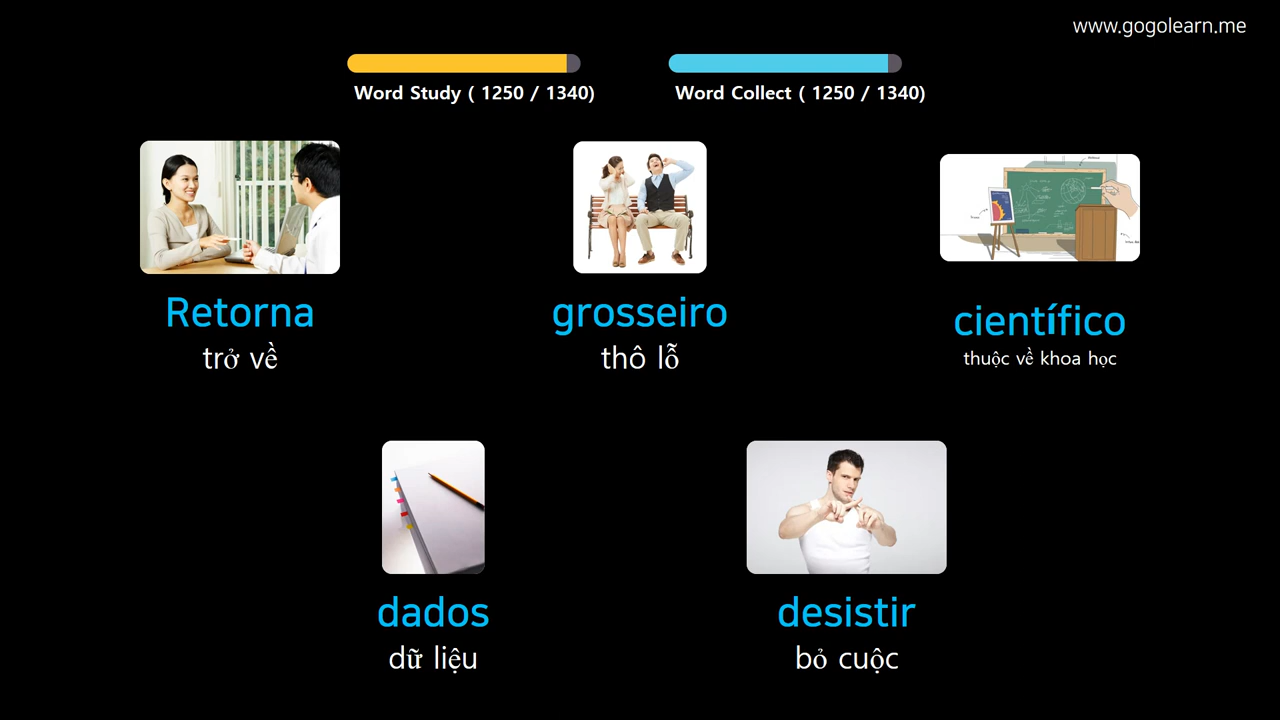 www.gogolearn.me
Word Study ( 1250 / 1340)
Word Collect ( 1250 / 1340)
Retorna
trở về
grosseiro
thô lỗ
científico
thuộc về khoa học
dados
dữ liệu
desistir
bỏ cuộc